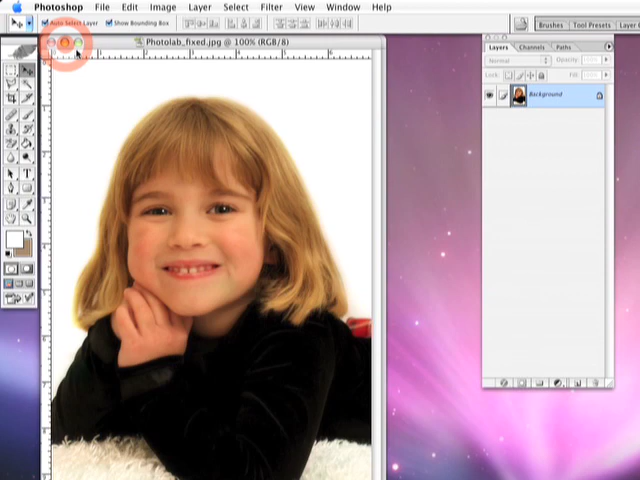 Photoshop File Edit Image Layer Select Filter View Window Help
Auto Select Layer Show Bounding Box
Brushes Tool Presets Layer
Photolab_fixed.jpg @ 100% (RGB/8)
Layers Channels Paths
Normal Opacity:
Lock: Fill:
Background